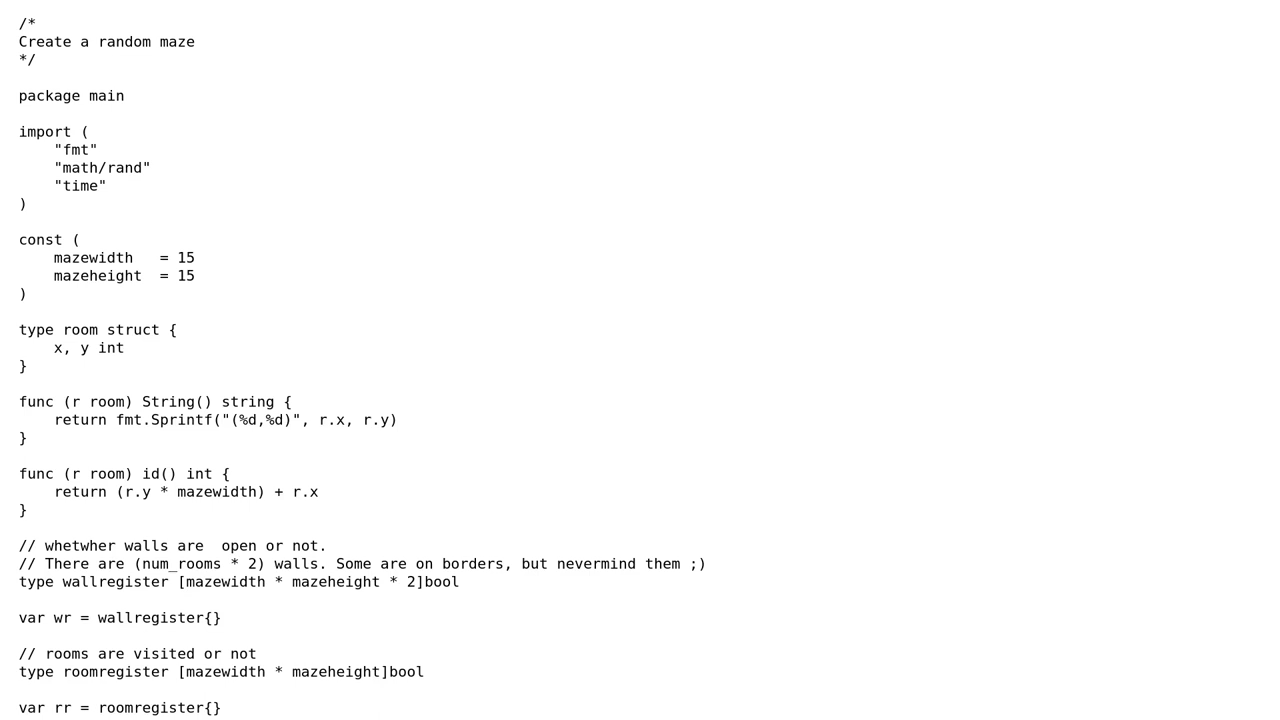 /*
Create a random maze
*/

package main

import (
    "fmt"
    "math/rand"
    "time"
)

const (
    mazewidth   = 15
    mazeheight  = 15
)

type room struct {
    x, y int
}

func (r room) String() string {
    return fmt.Sprintf("(%d,%d)", r.x, r.y)
}

func (r room) id() int {
    return (r.y * mazewidth) + r.x
}

// whetwher walls are  open or not.
// There are (num_rooms * 2) walls. Some are on borders, but nevermind them ;)
type wallregister [mazewidth * mazeheight * 2]bool

var wr = wallregister{}

// rooms are visited or not
type roomregister [mazewidth * mazeheight]bool

var rr = roomregister{}